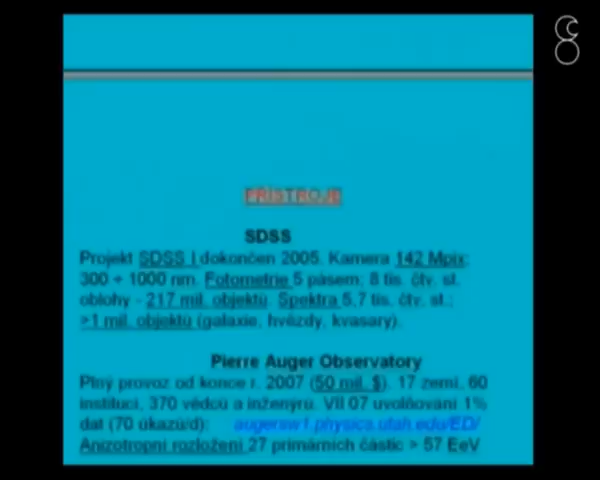 PŘÍSTROJE
SDSS
Projekt SDSS I dokončen 2005. Kamera 142 Mpix;
300 ÷ 1000 nm. Fotometrie 5 pásem; 8 tis. čtv. st.
oblohy - 217 mil. objektů. Spektra 5,7 tis. čtv. st.;
>1 mil. objektů (galaxie, hvězdy, kvasary).
Pierre Auger Observatory
Plný provoz od konce r. 2007 (50 mil. $). 17 zemí, 60
institucí, 370 vědců a inženýrů. VII 07 uvolňování 1%
dat (70 úkazů/d): augersw1.physics.utah.edu/ED/
Anizotropní rozložení 27 primárních částic > 57 EeV